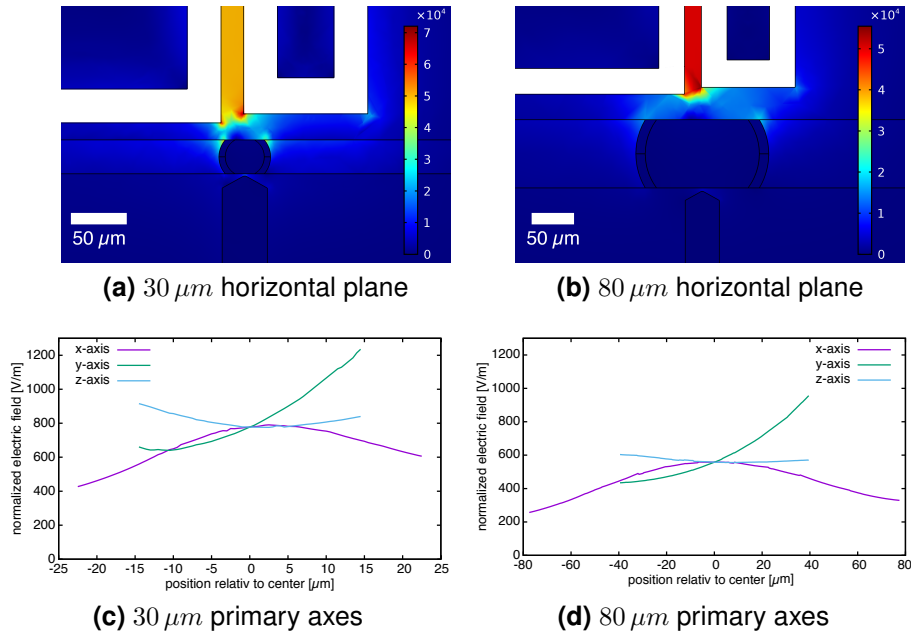 ×10⁴
7
6
5
4
3
2
1
0
50 µm
(a) 30 µm horizontal plane
×10⁴
5
4
3
2
1
0
50 µm
(b) 80 µm horizontal plane
1200
1000
800
600
400
200
0
normalized electric field [V/m]
x-axis
y-axis
z-axis
-25 -20 -15 -10 -5 0 5 10 15 20 25
position relativ to center [µm]
(c) 30 µm primary axes
1200
1000
800
600
400
200
0
normalized electric field [V/m]
x-axis
y-axis
z-axis
-80 -60 -40 -20 0 20 40 60 80
position relativ to center [µm]
(d) 80 µm primary axes